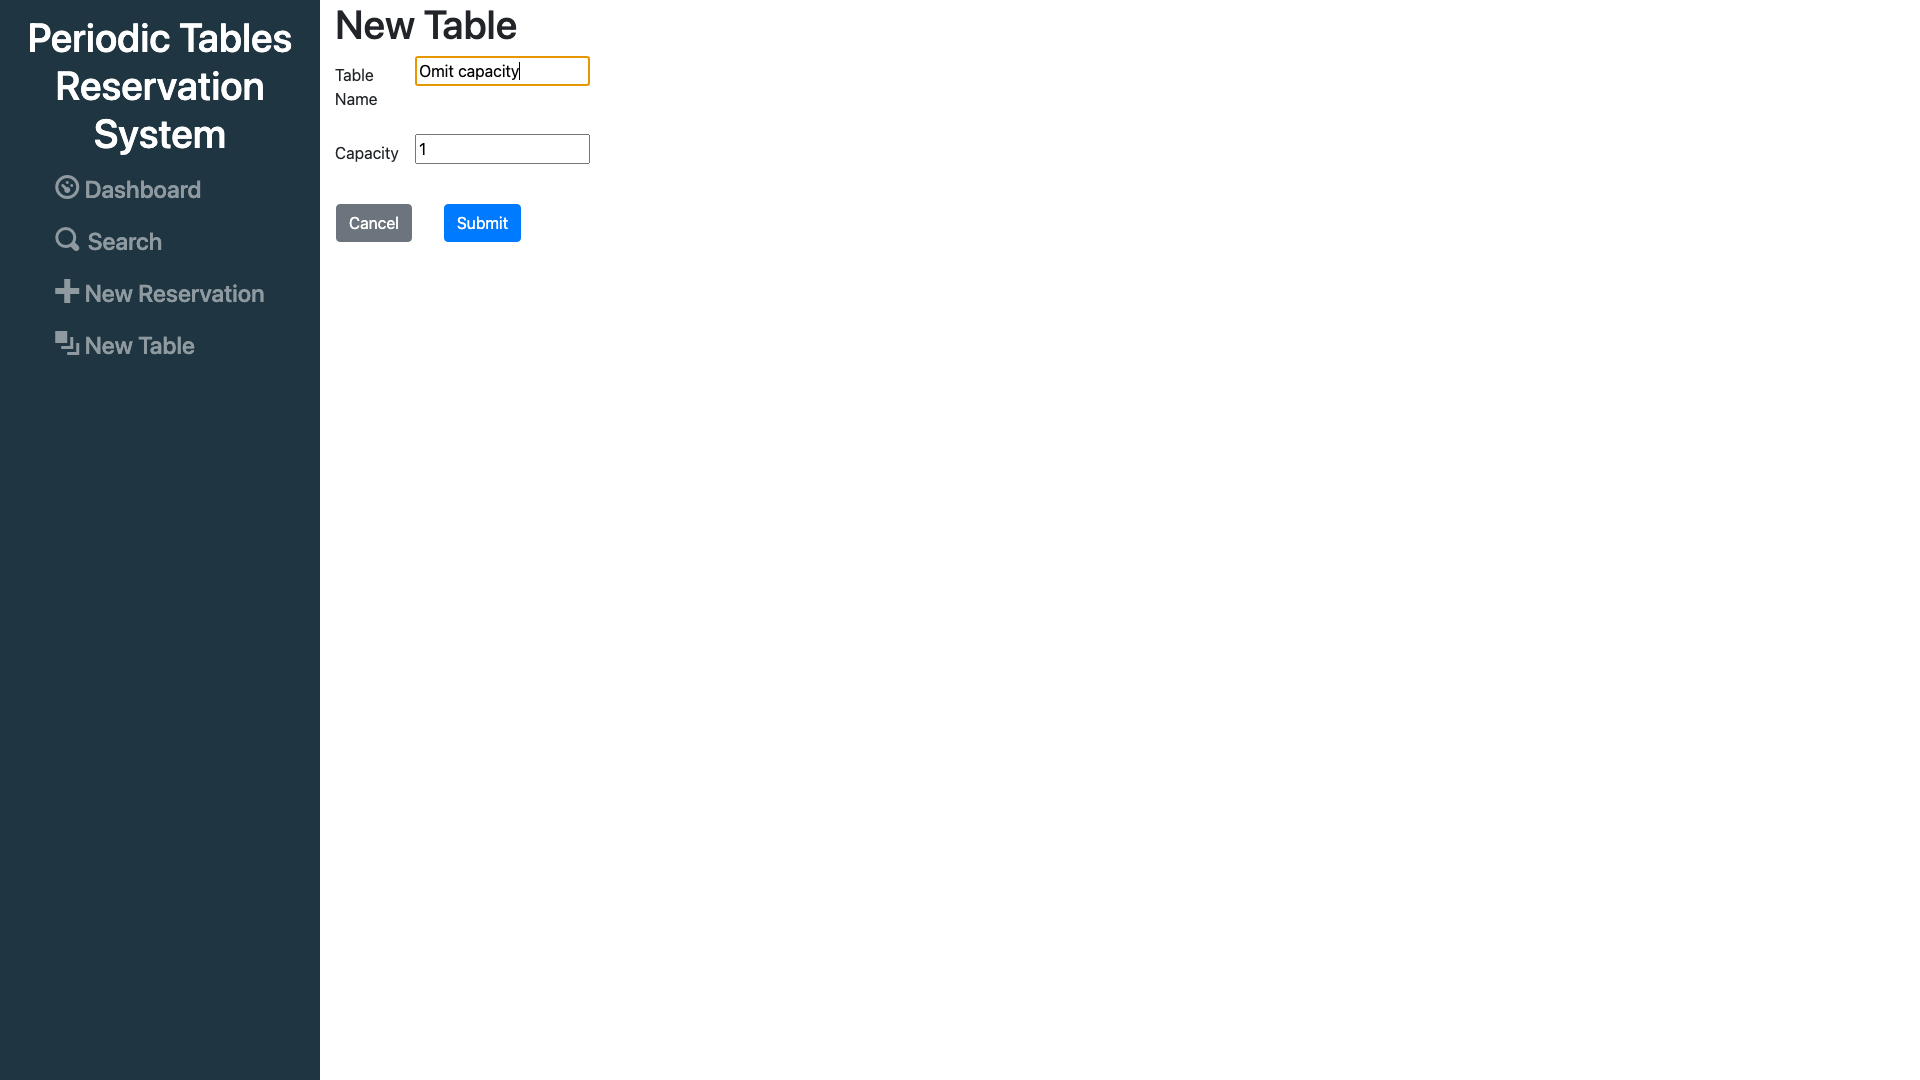 Periodic Tables
Reservation
System
Dashboard
Search
New Reservation
New Table
New Table
Table
Name
Omit capacity
Capacity
1
Cancel
Submit